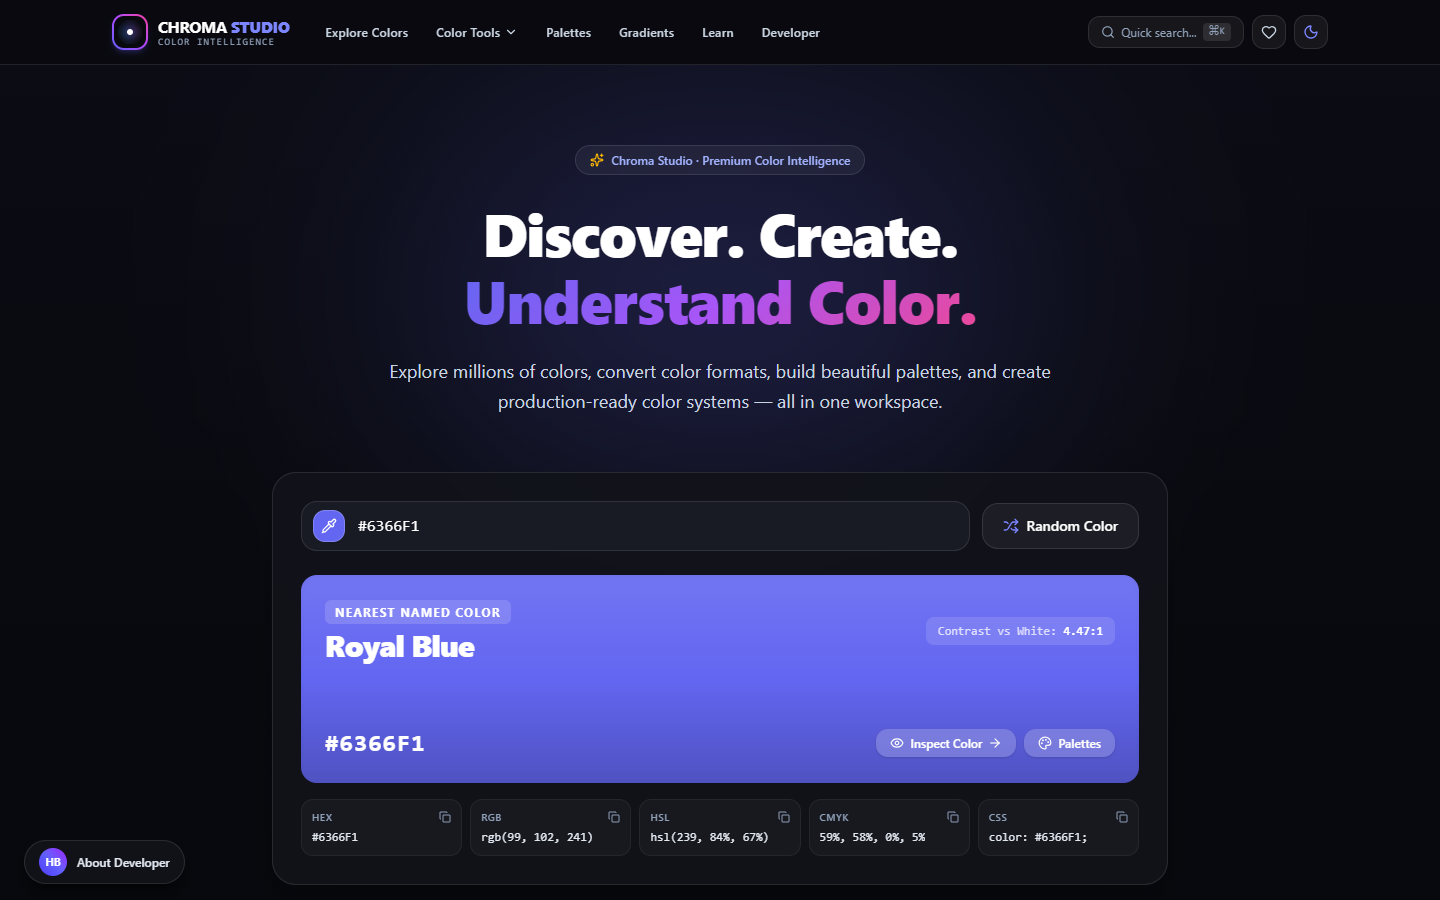 CHROMA STUDIO
COLOR INTELLIGENCE
Explore Colors
Color Tools
Palettes
Gradients
Learn
Developer
Quick search...
⌘K
Chroma Studio · Premium Color Intelligence
Discover. Create.
Understand Color.
Explore millions of colors, convert color formats, build beautiful palettes, and create
production-ready color systems — all in one workspace.
#6366F1
Random Color
NEAREST NAMED COLOR
Royal Blue
Contrast vs White: 4.47:1
#6366F1
Inspect Color
Palettes
HEX
#6366F1
RGB
rgb(99, 102, 241)
HSL
hsl(239, 84%, 67%)
CMYK
59%, 58%, 0%, 5%
CSS
color: #6366F1;
HB
About Developer